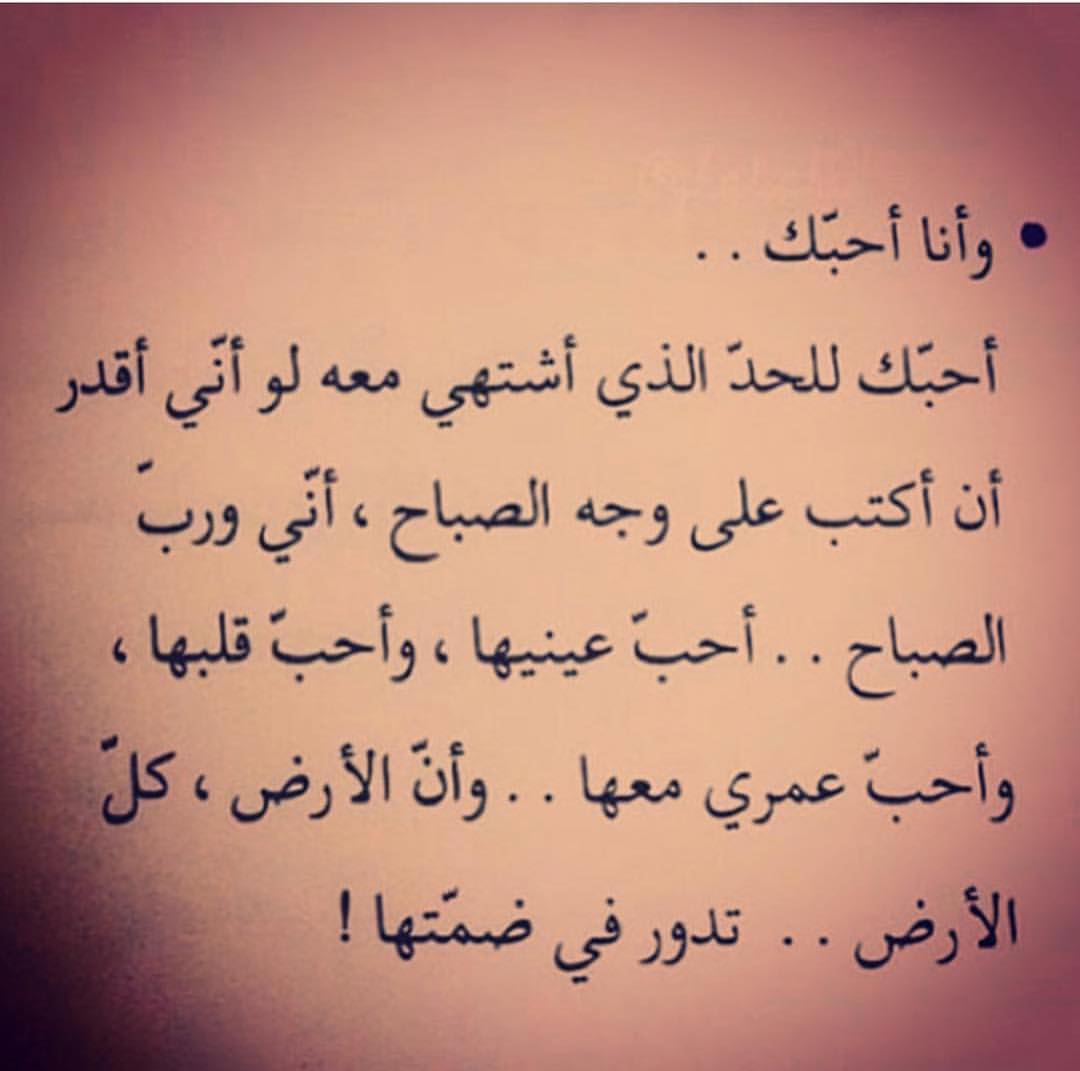 • وأنا أحبّك . .
أحبّك للحدّ الذي أشتهي معه لو أنّي أقدر
أن أكتب على وجه الصباح ، أنّي وربّ
الصباح . . أحبّ عينيها ، وأحبّ قلبها ،
وأحبّ عمري معها . . وأنّ الأرض ، كلّ
الأرض . . تدور في ضمّتها !